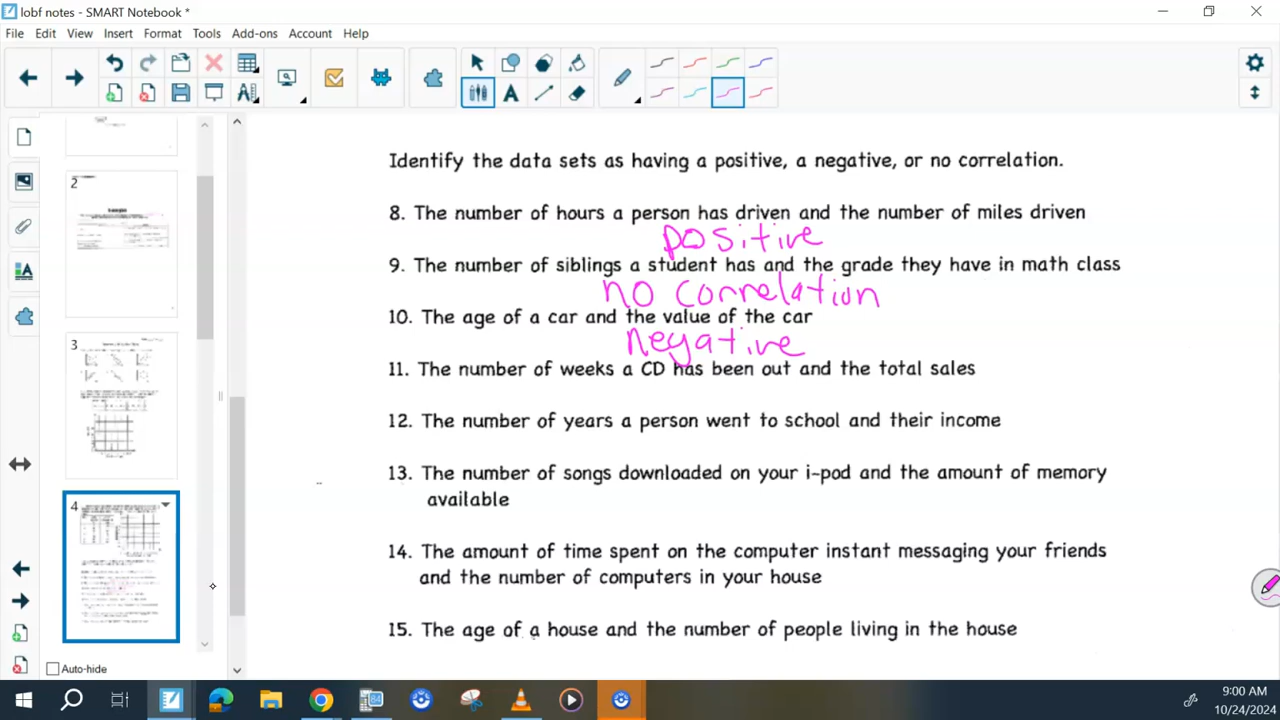 lobf notes - SMART Notebook *
File Edit View Insert Format Tools Add-ons Account Help
2
3
4
Auto-hide
Identify the data sets as having a positive, a negative, or no correlation.
8. The number of hours a person has driven and the number of miles driven
positive
9. The number of siblings a student has and the grade they have in math class
no correlation
10. The age of a car and the value of the car
negative
11. The number of weeks a CD has been out and the total sales
12. The number of years a person went to school and their income
13. The number of songs downloaded on your i-pod and the amount of memory
available
14. The amount of time spent on the computer instant messaging your friends
and the number of computers in your house
15. The age of a house and the number of people living in the house
9:00 AM
10/24/2024